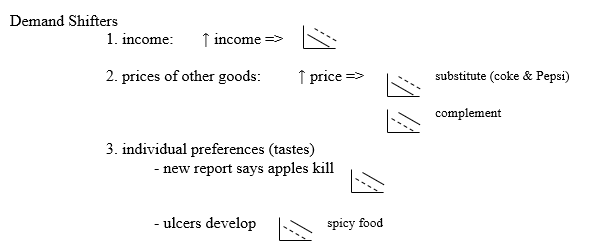 Demand Shifters
1. income: ↑ income =>
2. prices of other goods: ↑ price => substitute (coke & Pepsi)
complement
3. individual preferences (tastes)
- new report says apples kill
- ulcers develop spicy food